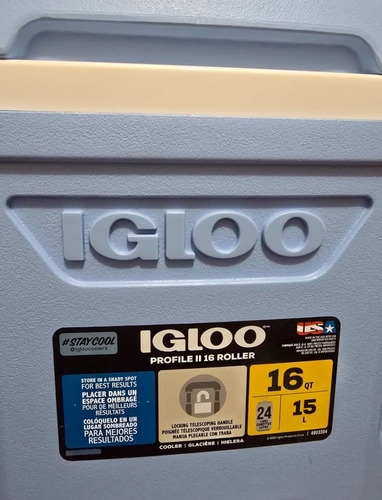 IGLOO
#STAYCOOL
@igloocoolers
IGLOO
PROFILE II 16 ROLLER
US
STORE IN A SHADY SPOT
FOR BEST RESULTS
PLACER DANS UN
ESPACE OMBRAGÉ
POUR DE MEILLEURS
RÉSULTATS
COLÓQUELO EN UN
LUGAR SOMBREADO
PARA MEJORES
RESULTADOS
LOCKING TELESCOPING HANDLE
POIGNÉE TÉLESCOPIQUE VERROUILLABLE
MANIJA PLEGABLE CON TRABA
16 QT
24
15 L
COOLER | GLACIÈRE | HIELERA
4903304